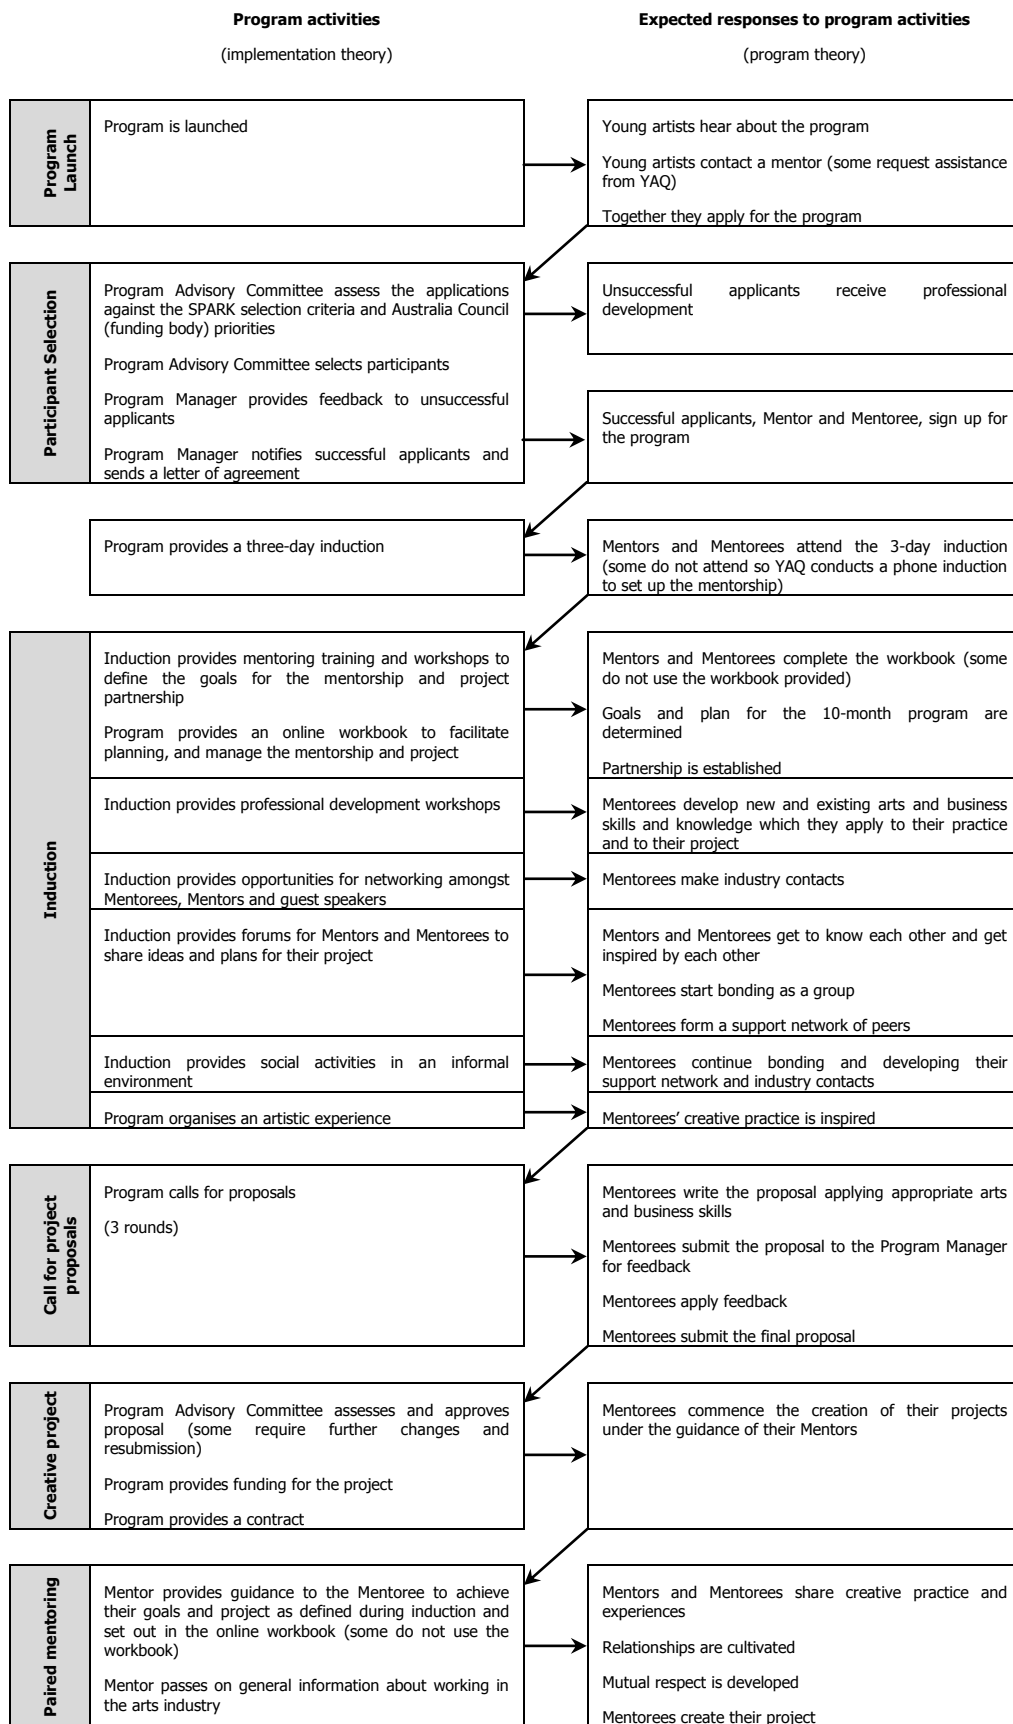 Program activities
(implementation theory)
Expected responses to program activities
(program theory)
Program
Launch
Program is launched
Young artists hear about the program
Young artists contact a mentor (some request assistance
from YAQ)
Together they apply for the program
Participant Selection
Program Advisory Committee assess the applications
against the SPARK selection criteria and Australia Council
(funding body) priorities
Program Advisory Committee selects participants
Program Manager provides feedback to unsuccessful
applicants
Program Manager notifies successful applicants and
sends a letter of agreement
Unsuccessful applicants receive professional
development
Successful applicants, Mentor and Mentoree, sign up for
the program
Program provides a three-day induction
Mentors and Mentorees attend the 3-day induction
(some do not attend so YAQ conducts a phone induction
to set up the mentorship)
Induction
Induction provides mentoring training and workshops to
define the goals for the mentorship and project
partnership
Program provides an online workbook to facilitate
planning, and manage the mentorship and project
Mentors and Mentorees complete the workbook (some
do not use the workbook provided)
Goals and plan for the 10-month program are
determined
Partnership is established
Induction provides professional development workshops
Mentorees develop new and existing arts and business
skills and knowledge which they apply to their practice
and to their project
Induction provides opportunities for networking amongst
Mentorees, Mentors and guest speakers
Mentorees make industry contacts
Induction provides forums for Mentors and Mentorees to
share ideas and plans for their project
Mentors and Mentorees get to know each other and get
inspired by each other
Mentorees start bonding as a group
Mentorees form a support network of peers
Induction provides social activities in an informal
environment
Mentorees continue bonding and developing their
support network and industry contacts
Program organises an artistic experience
Mentorees' creative practice is inspired
Call for project
proposals
Program calls for proposals
(3 rounds)
Mentorees write the proposal applying appropriate arts
and business skills
Mentorees submit the proposal to the Program Manager
for feedback
Mentorees apply feedback
Mentorees submit the final proposal
Creative project
Program Advisory Committee assesses and approves
proposal (some require further changes and
resubmission)
Program provides funding for the project
Program provides a contract
Mentorees commence the creation of their projects
under the guidance of their Mentors
Paired mentoring
Mentor provides guidance to the Mentoree to achieve
their goals and project as defined during induction and
set out in the online workbook (some do not use the
workbook)
Mentor passes on general information about working in
the arts industry
Mentors and Mentorees share creative practice and
experiences
Relationships are cultivated
Mutual respect is developed
Mentorees create their project